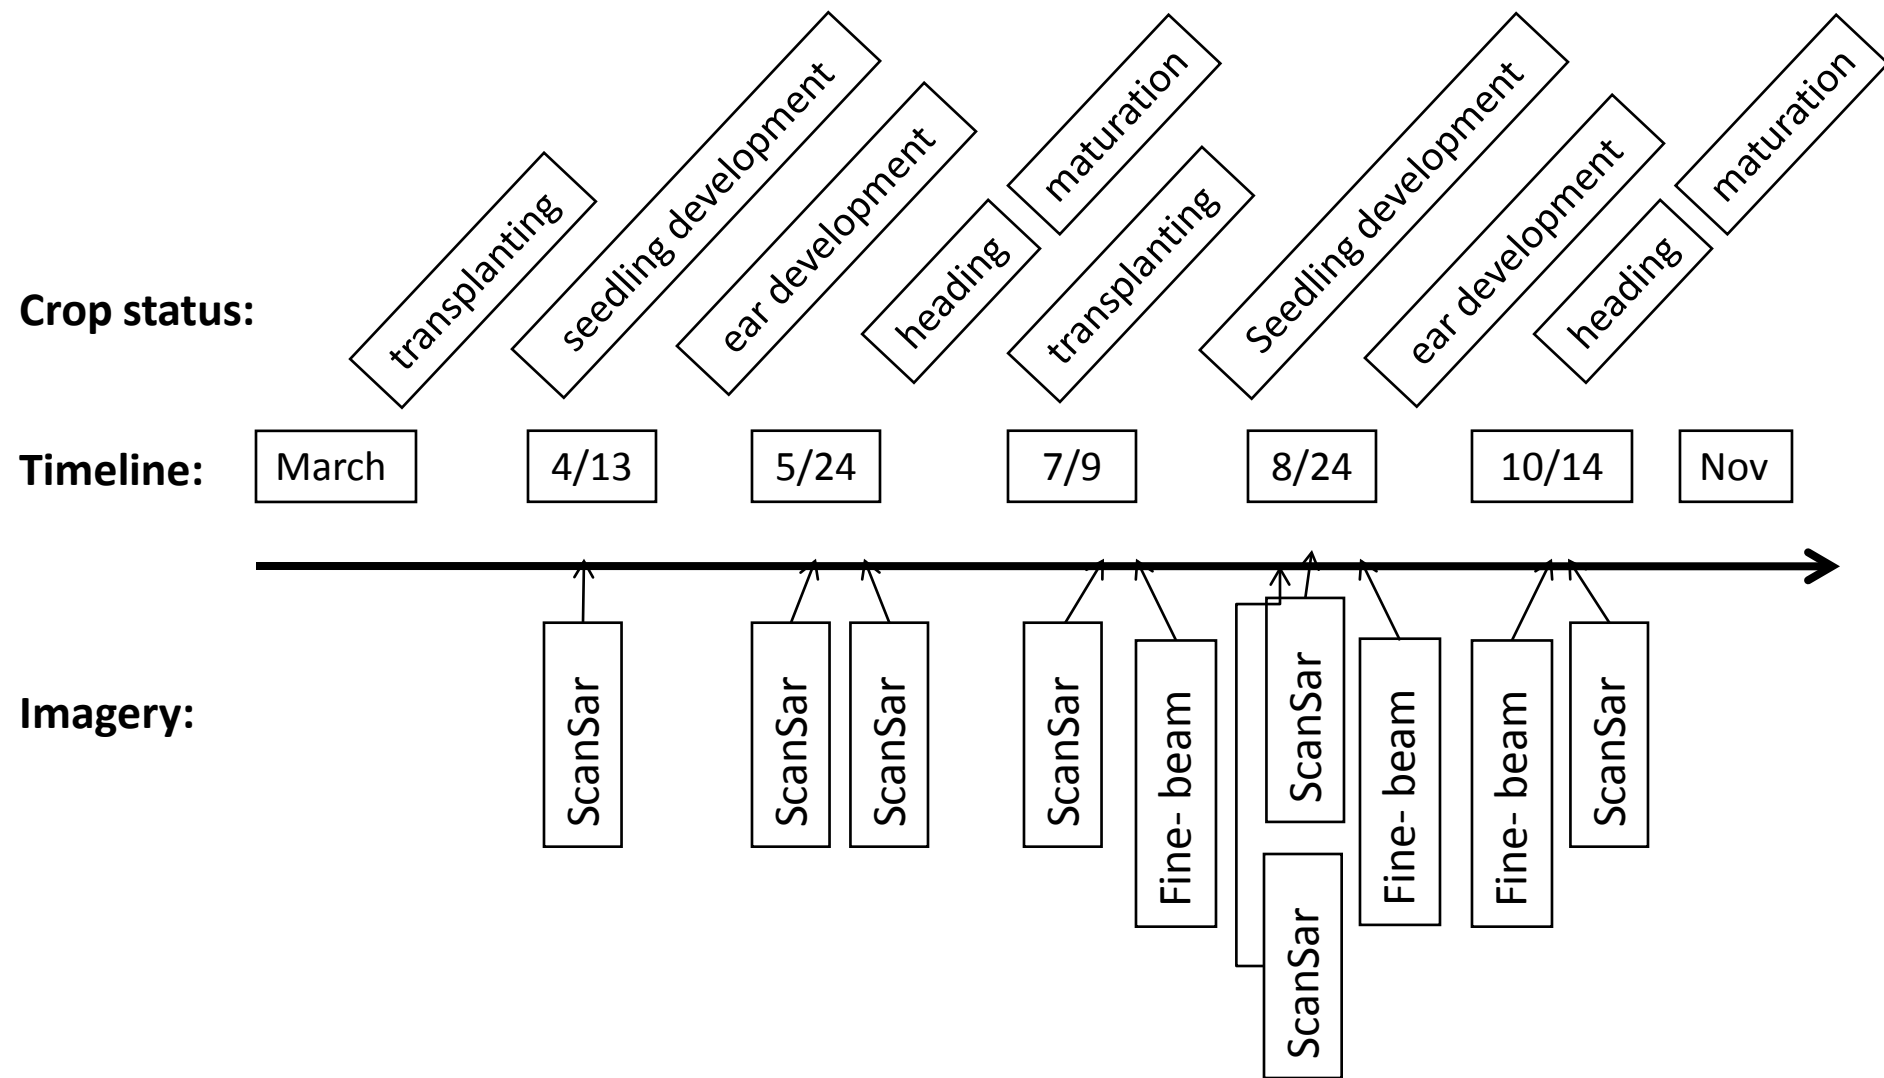 Crop status:
transplanting
seedling development
ear development
heading
maturation
transplanting
Seedling development
ear development
heading
maturation
Timeline:
March
4/13
5/24
7/9
8/24
10/14
Nov
Imagery:
ScanSar
ScanSar
ScanSar
ScanSar
Fine- beam
ScanSar
ScanSar
Fine- beam
Fine- beam
ScanSar